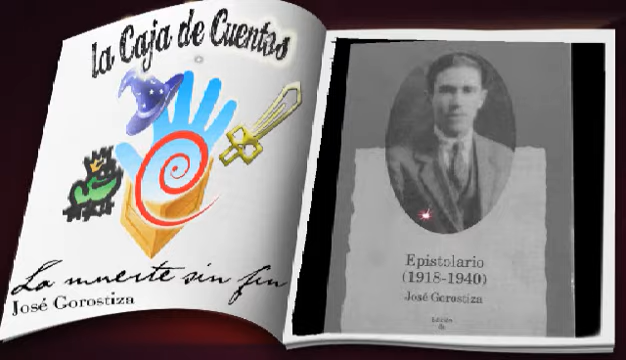 la Caja de Cuentos
La muerte sin fin
José Gorostiza
Epistolario
(1918-1940)
José Gorostiza